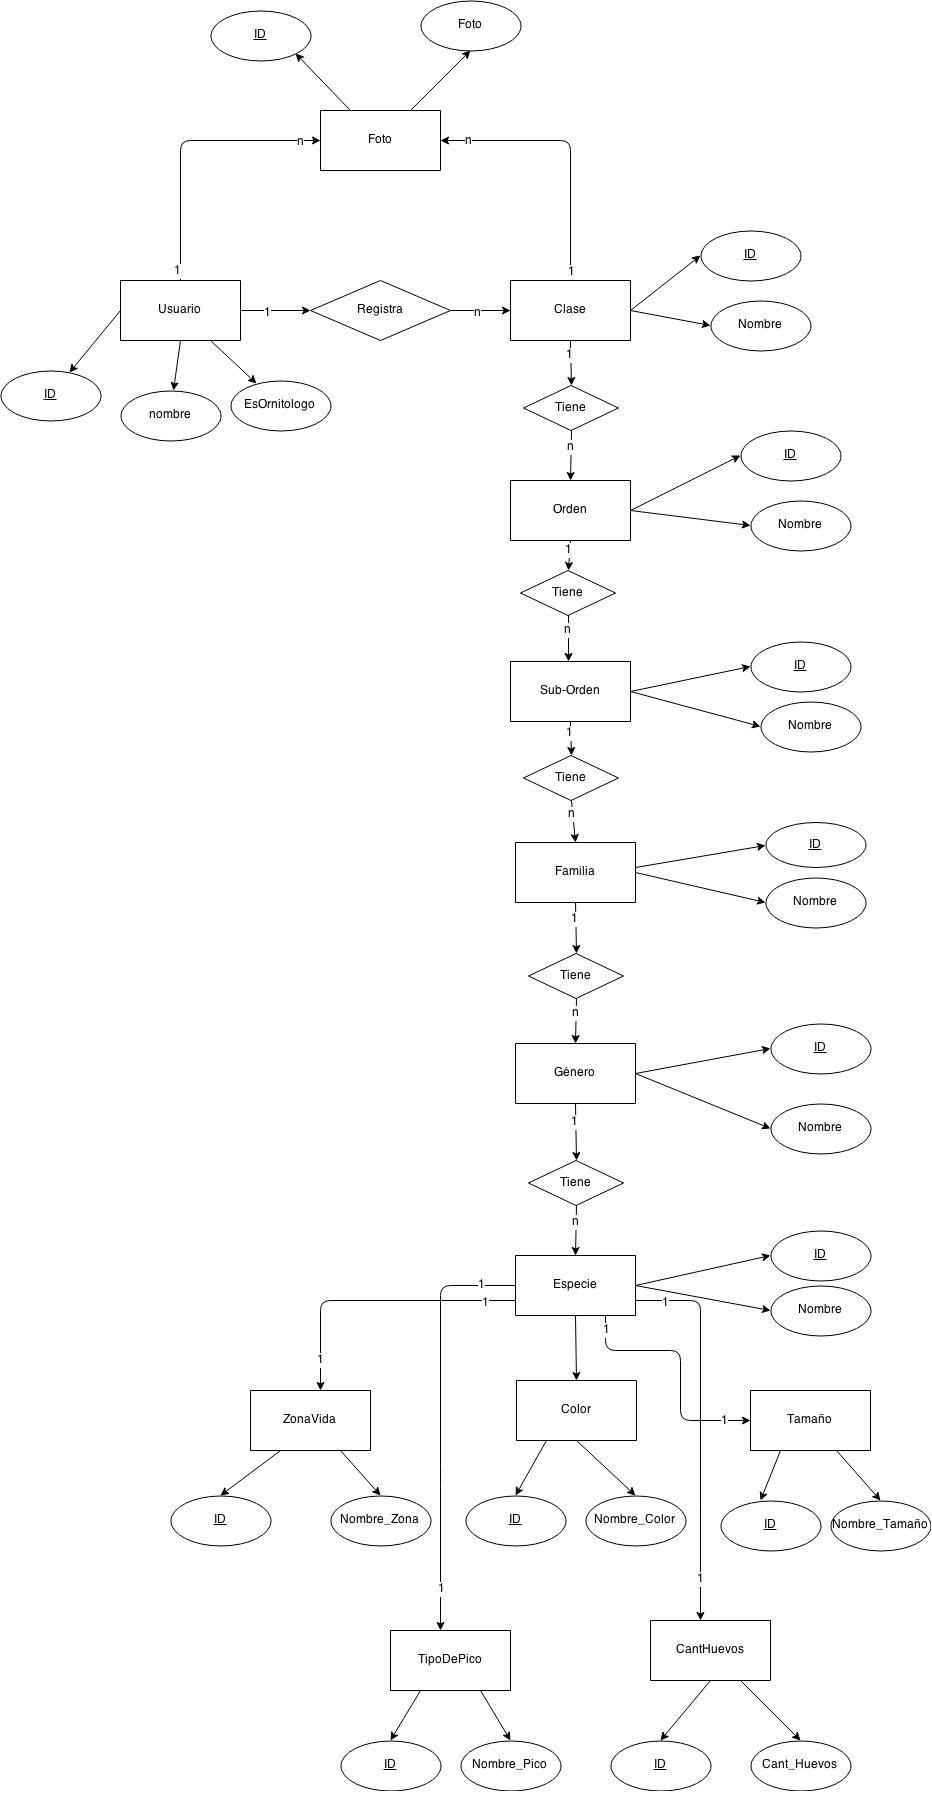 ID
Foto
Foto
n
n
1
1
Usuario
1
Registra
n
Clase
ID
Nombre
ID
nombre
EsOrnitologo
1
Tiene
n
Orden
ID
Nombre
1
Tiene
n
Sub-Orden
ID
Nombre
1
Tiene
n
Familia
ID
Nombre
1
Tiene
n
Género
ID
Nombre
1
Tiene
n
Especie
ID
Nombre
1
1
1
1
1
ZonaVida
Color
1
Tamaño
ID
Nombre_Zona
ID
Nombre_Color
ID
Nombre_Tamaño
1
1
TipoDePico
CantHuevos
ID
Nombre_Pico
ID
Cant_Huevos